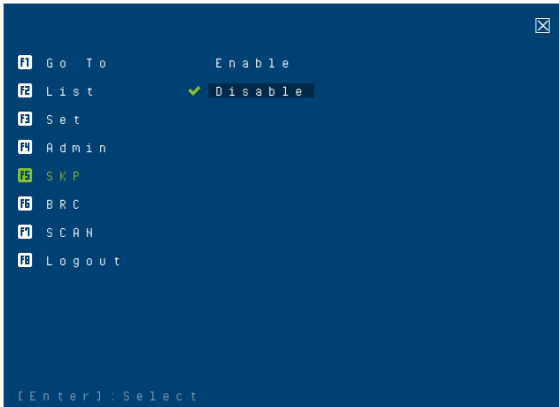 F1 Go To Enable
F2 List Disable
F3 Set
F4 Admin
F5 SKP
F6 BRC
F7 SCAN
F8 Logout
[Enter]:Select